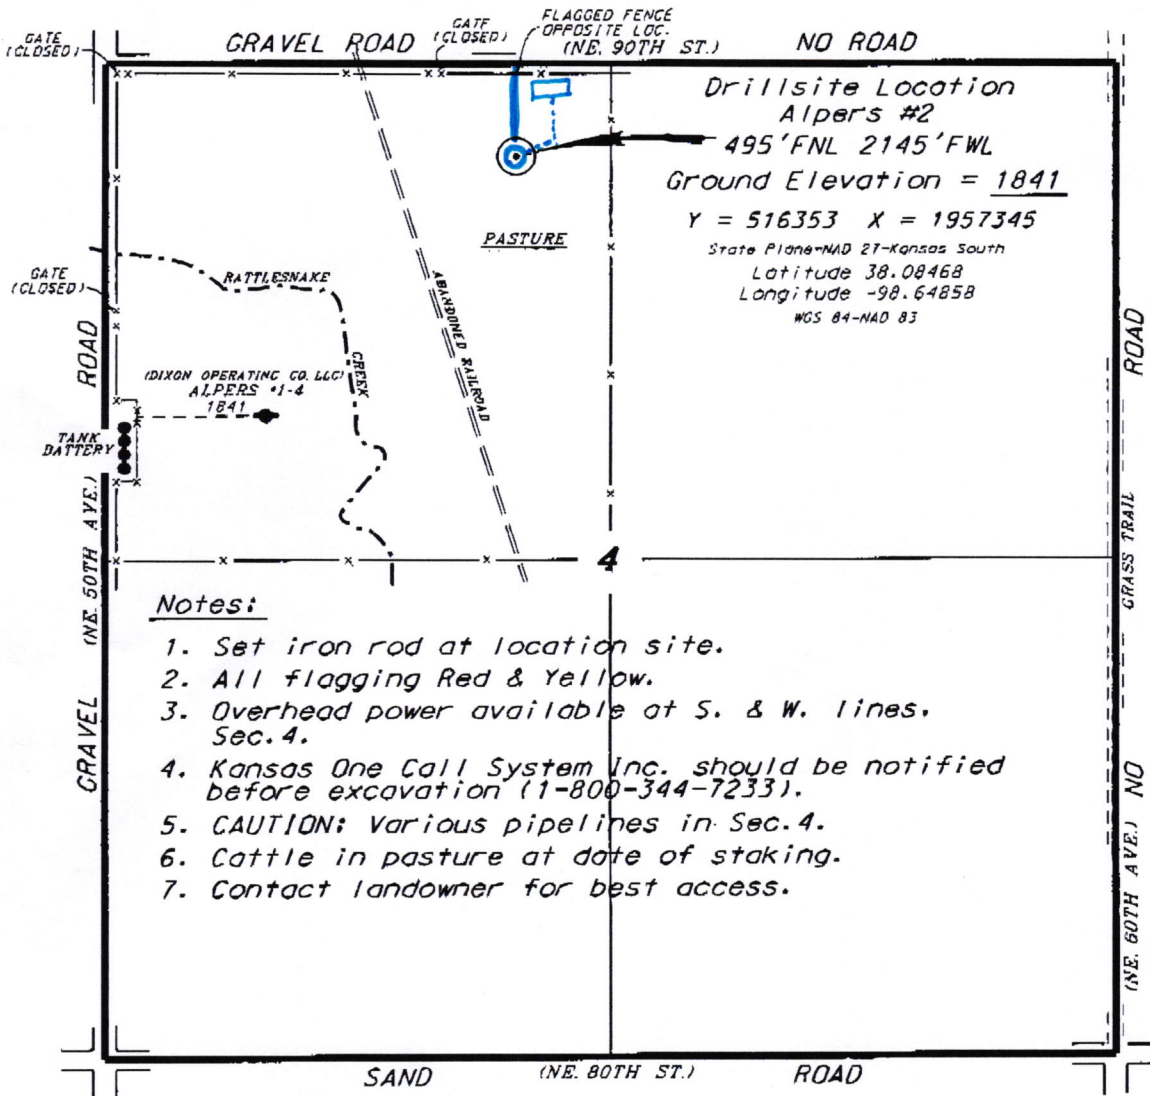 GATE
(CLOSED)
GRAVEL ROAD
GATE
(CLOSED)
FLAGGED FENCE
OPPOSITE LOC.
(NE. 90TH ST.)
NO ROAD
Drillsite Location
Alpers #2
495'FNL 2145'FWL
Ground Elevation = 1841
Y = 516353 X = 1957345
State Plane-NAD 27-Kansas South
Latitude 38.08468
Longitude -98.64858
WGS 84-NAD 83
PASTURE
RATTLESNAKE
CREEK
ABANDONED RAILROAD
GATE
(CLOSED)
(DIXON OPERATING CO. LLC)
ALPERS #1-4
1841
TANK
BATTERY
GRAVEL (NE. 50TH AVE.) ROAD
4
Notes:
1. Set iron rod at location site.
2. All flagging Red & Yellow.
3. Overhead power available at S. & W. lines.
Sec. 4.
4. Kansas One Call System Inc. should be notified
before excavation (1-800-344-7233).
5. CAUTION: Various pipelines in Sec. 4.
6. Cattle in pasture at date of staking.
7. Contact landowner for best access.
(NE. 60TH AVE.) NO GRASS TRAIL ROAD
SAND (NE. 80TH ST.) ROAD